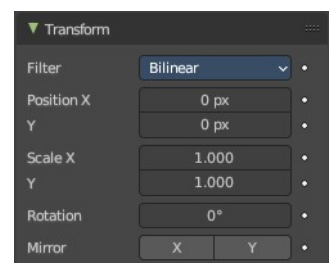 Transform
Filter Bilinear
Position X 0 px
Y 0 px
Scale X 1.000
Y 1.000
Rotation 0°
Mirror X Y